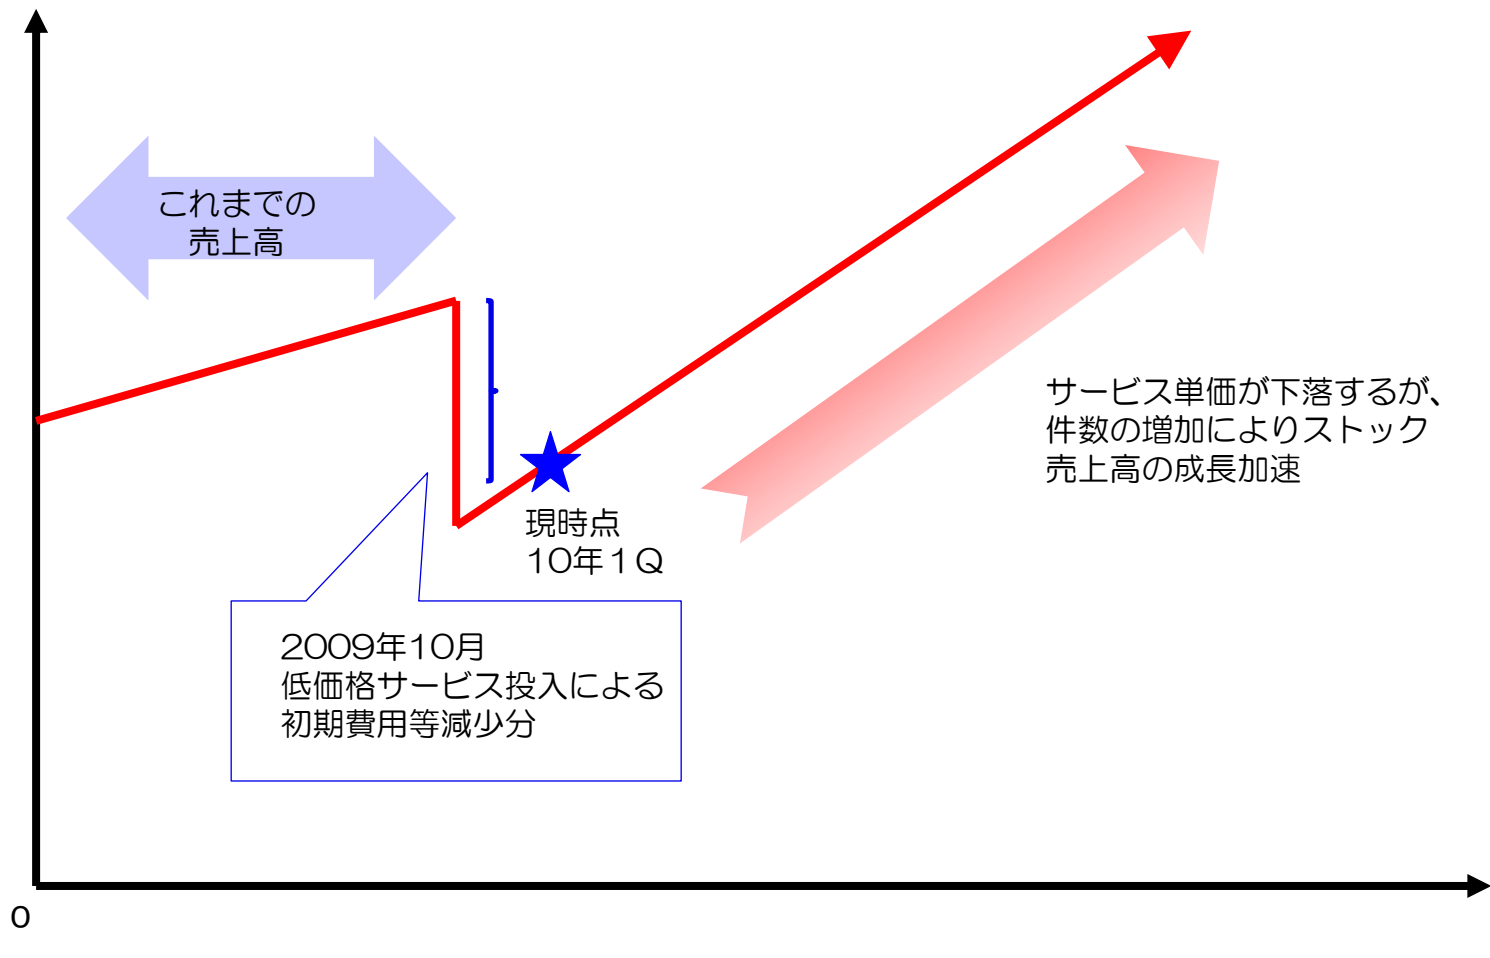 これまでの
売上高
サービス単価が下落するが、
件数の増加によりストック
売上高の成長加速
現時点
10年１Q
2009年10月
低価格サービス投入による
初期費用等減少分
0